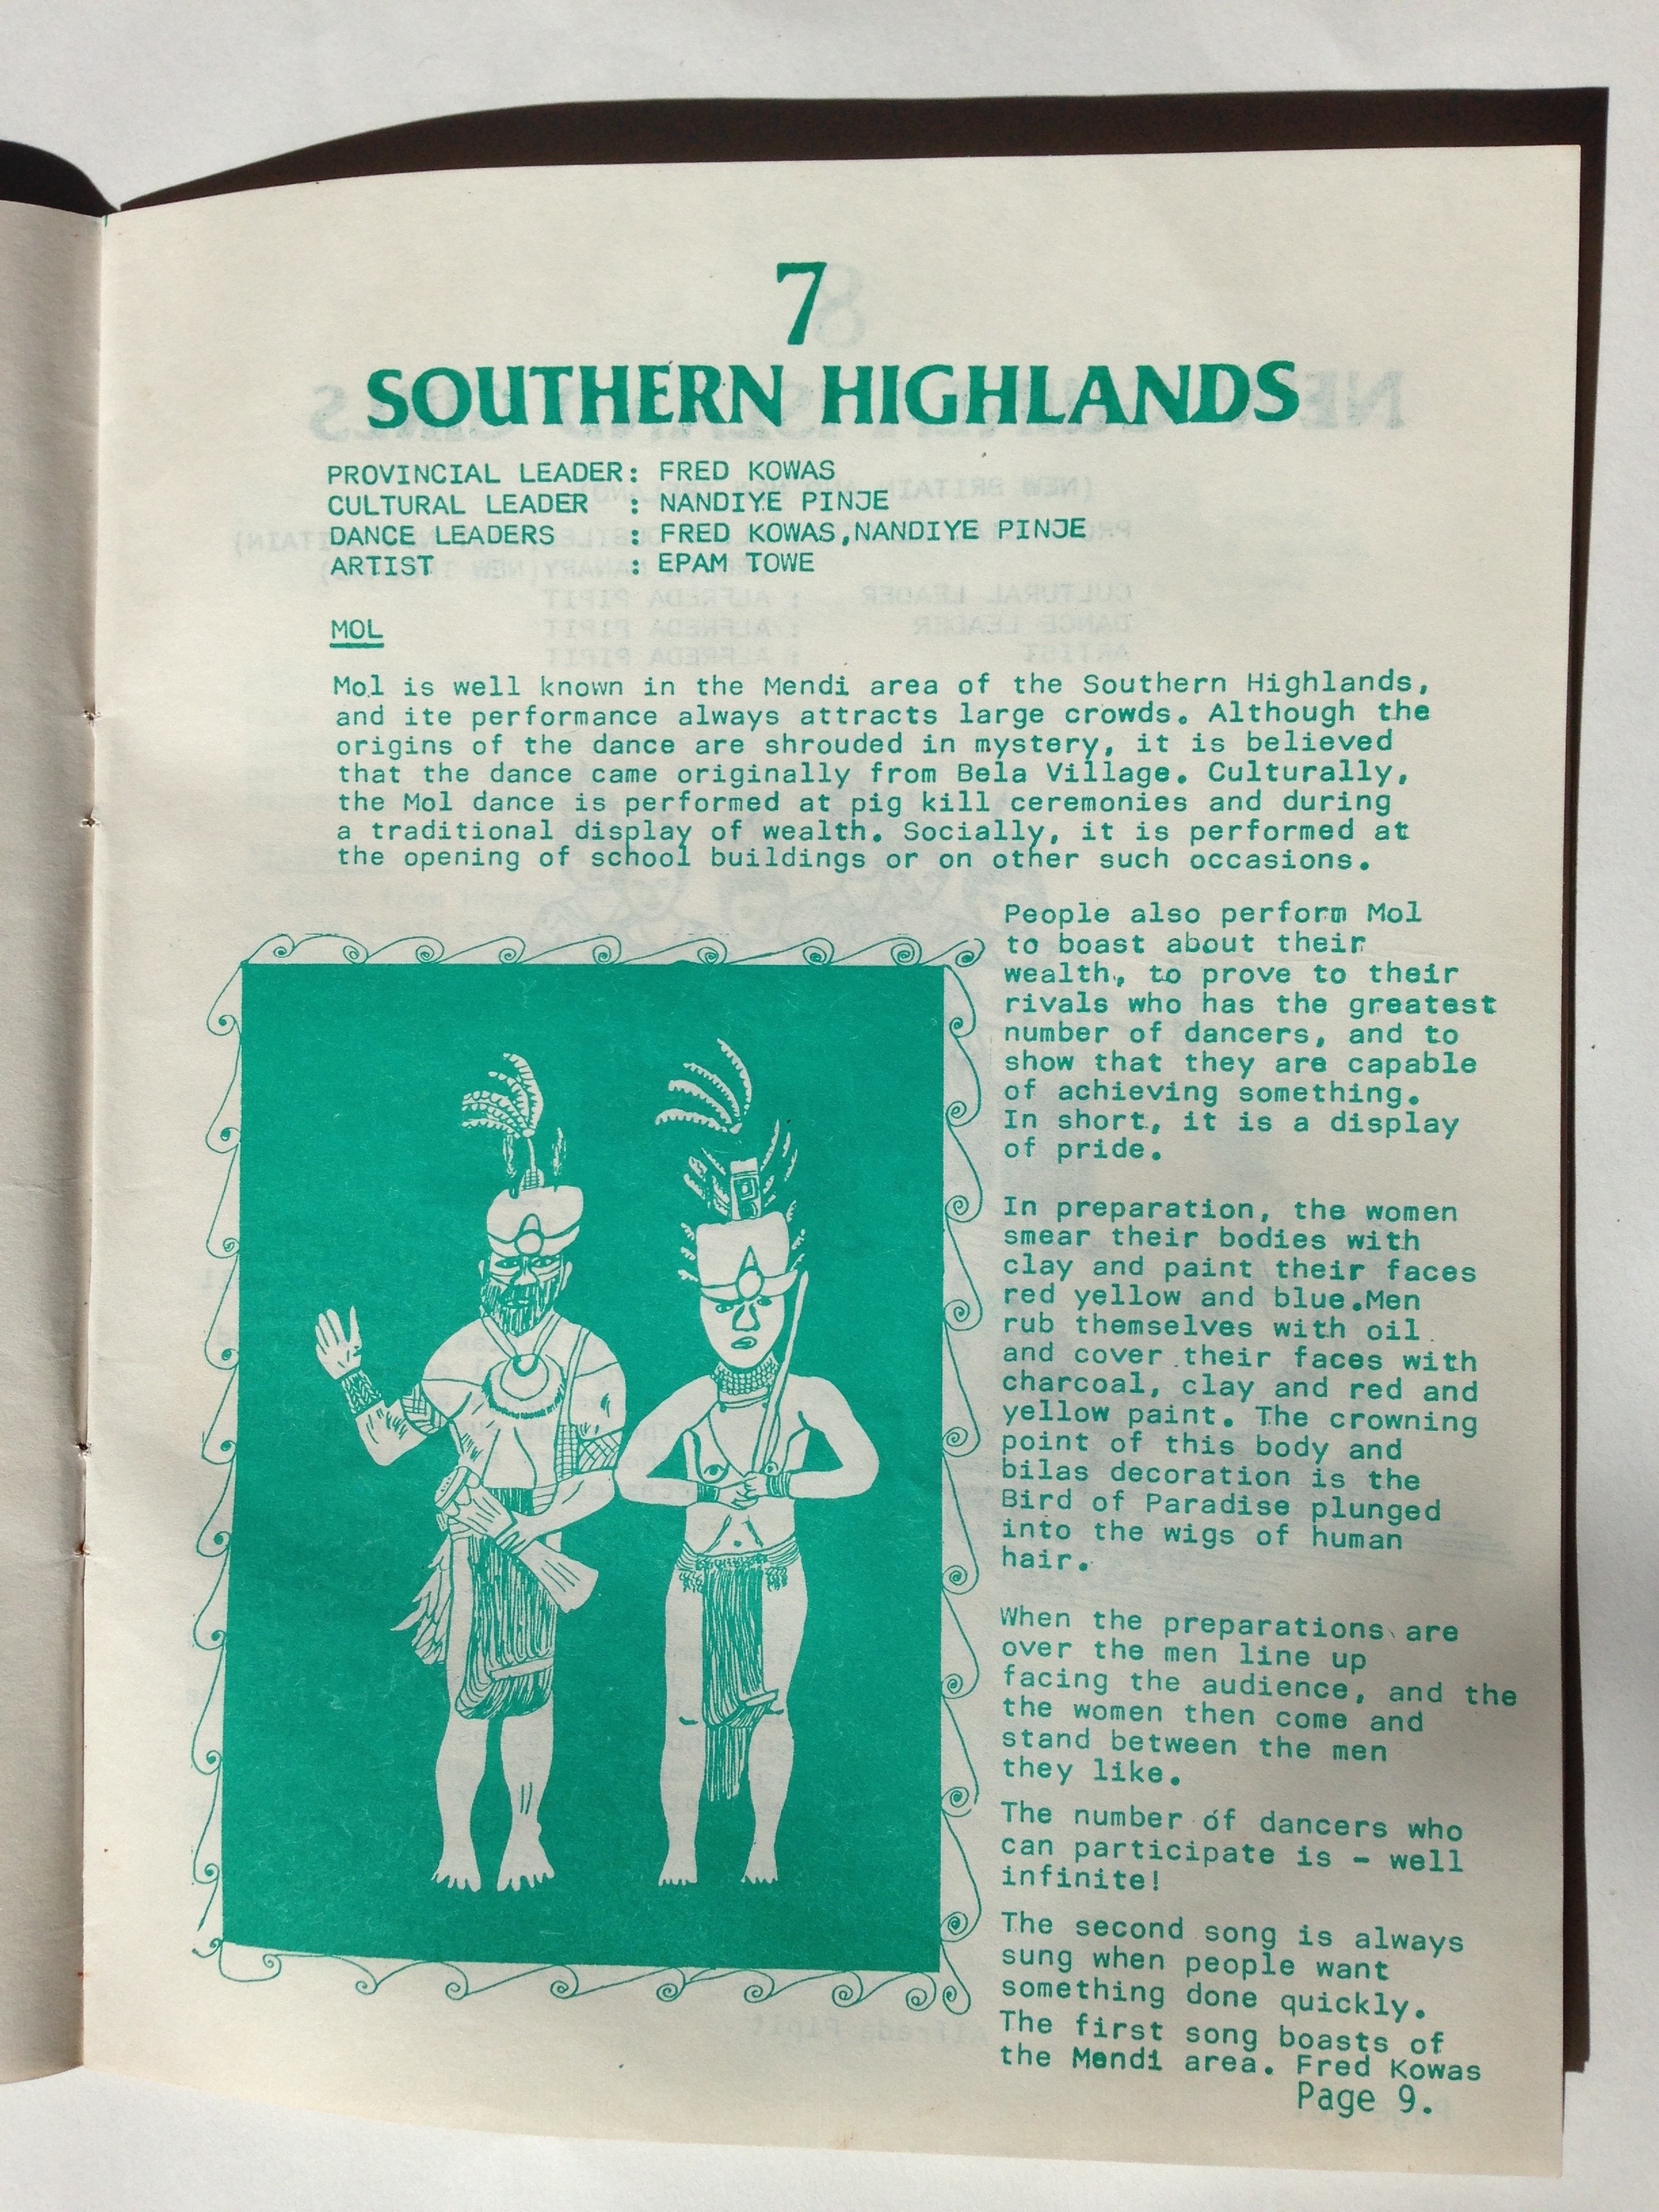 7
SOUTHERN HIGHLANDS
PROVINCIAL LEADER: FRED KOWAS
CULTURAL LEADER : NANDIYE PINJE
DANCE LEADERS : FRED KOWAS,NANDIYE PINJE
ARTIST : EPAM TOWE
MOL
Mol is well known in the Mendi area of the Southern Highlands,
and ite performance always attracts large crowds. Although the
origins of the dance are shrouded in mystery, it is believed
that the dance came originally from Bela Village. Culturally,
the Mol dance is performed at pig kill ceremonies and during
a traditional display of wealth. Socially, it is performed at
the opening of school buildings or on other such occasions.
People also perform Mol
to boast about their
wealth, to prove to their
rivals who has the greatest
number of dancers, and to
show that they are capable
of achieving something.
In short, it is a display
of pride.
In preparation, the women
smear their bodies with
clay and paint their faces
red yellow and blue.Men
rub themselves with oil
and cover their faces with
charcoal, clay and red and
yellow paint. The crowning
point of this body and
bilas decoration is the
Bird of Paradise plunged
into the wigs of human
hair.
When the preparations are
over the men line up
facing the audience, and the
the women then come and
stand between the men
they like.
The number of dancers who
can participate is - well
infinite!
The second song is always
sung when people want
something done quickly.
The first song boasts of
the Mendi area. Fred Kowas
Page 9.